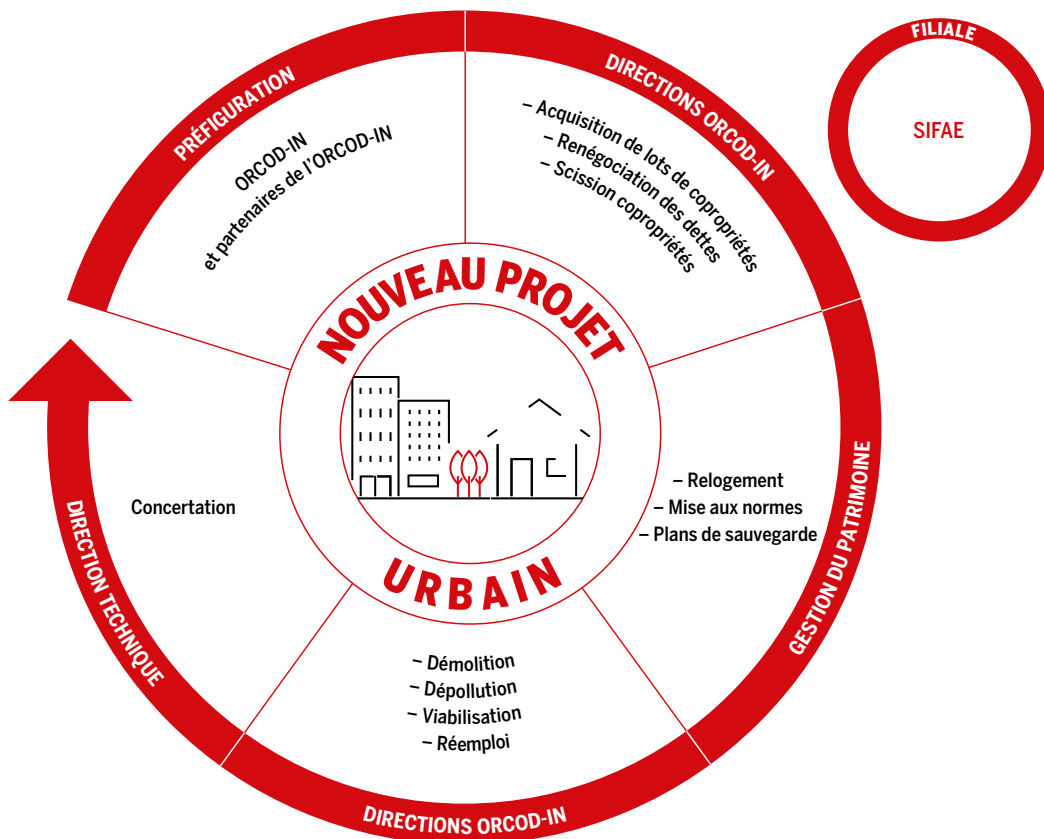 PRÉFIGURATION
ORCOD-IN
et partenaires de l'ORCOD-IN
DIRECTIONS ORCOD-IN
– Acquisition de lots de copropriétés
– Renégociation des dettes
– Scission copropriétés
FILIALE
SIFAE
NOUVEAU PROJET
URBAIN
GESTION DU PATRIMOINE
– Relogement
– Mise aux normes
– Plans de sauvegarde
DIRECTIONS ORCOD-IN
– Démolition
– Dépollution
– Viabilisation
– Réemploi
DIRECTION TECHNIQUE
Concertation